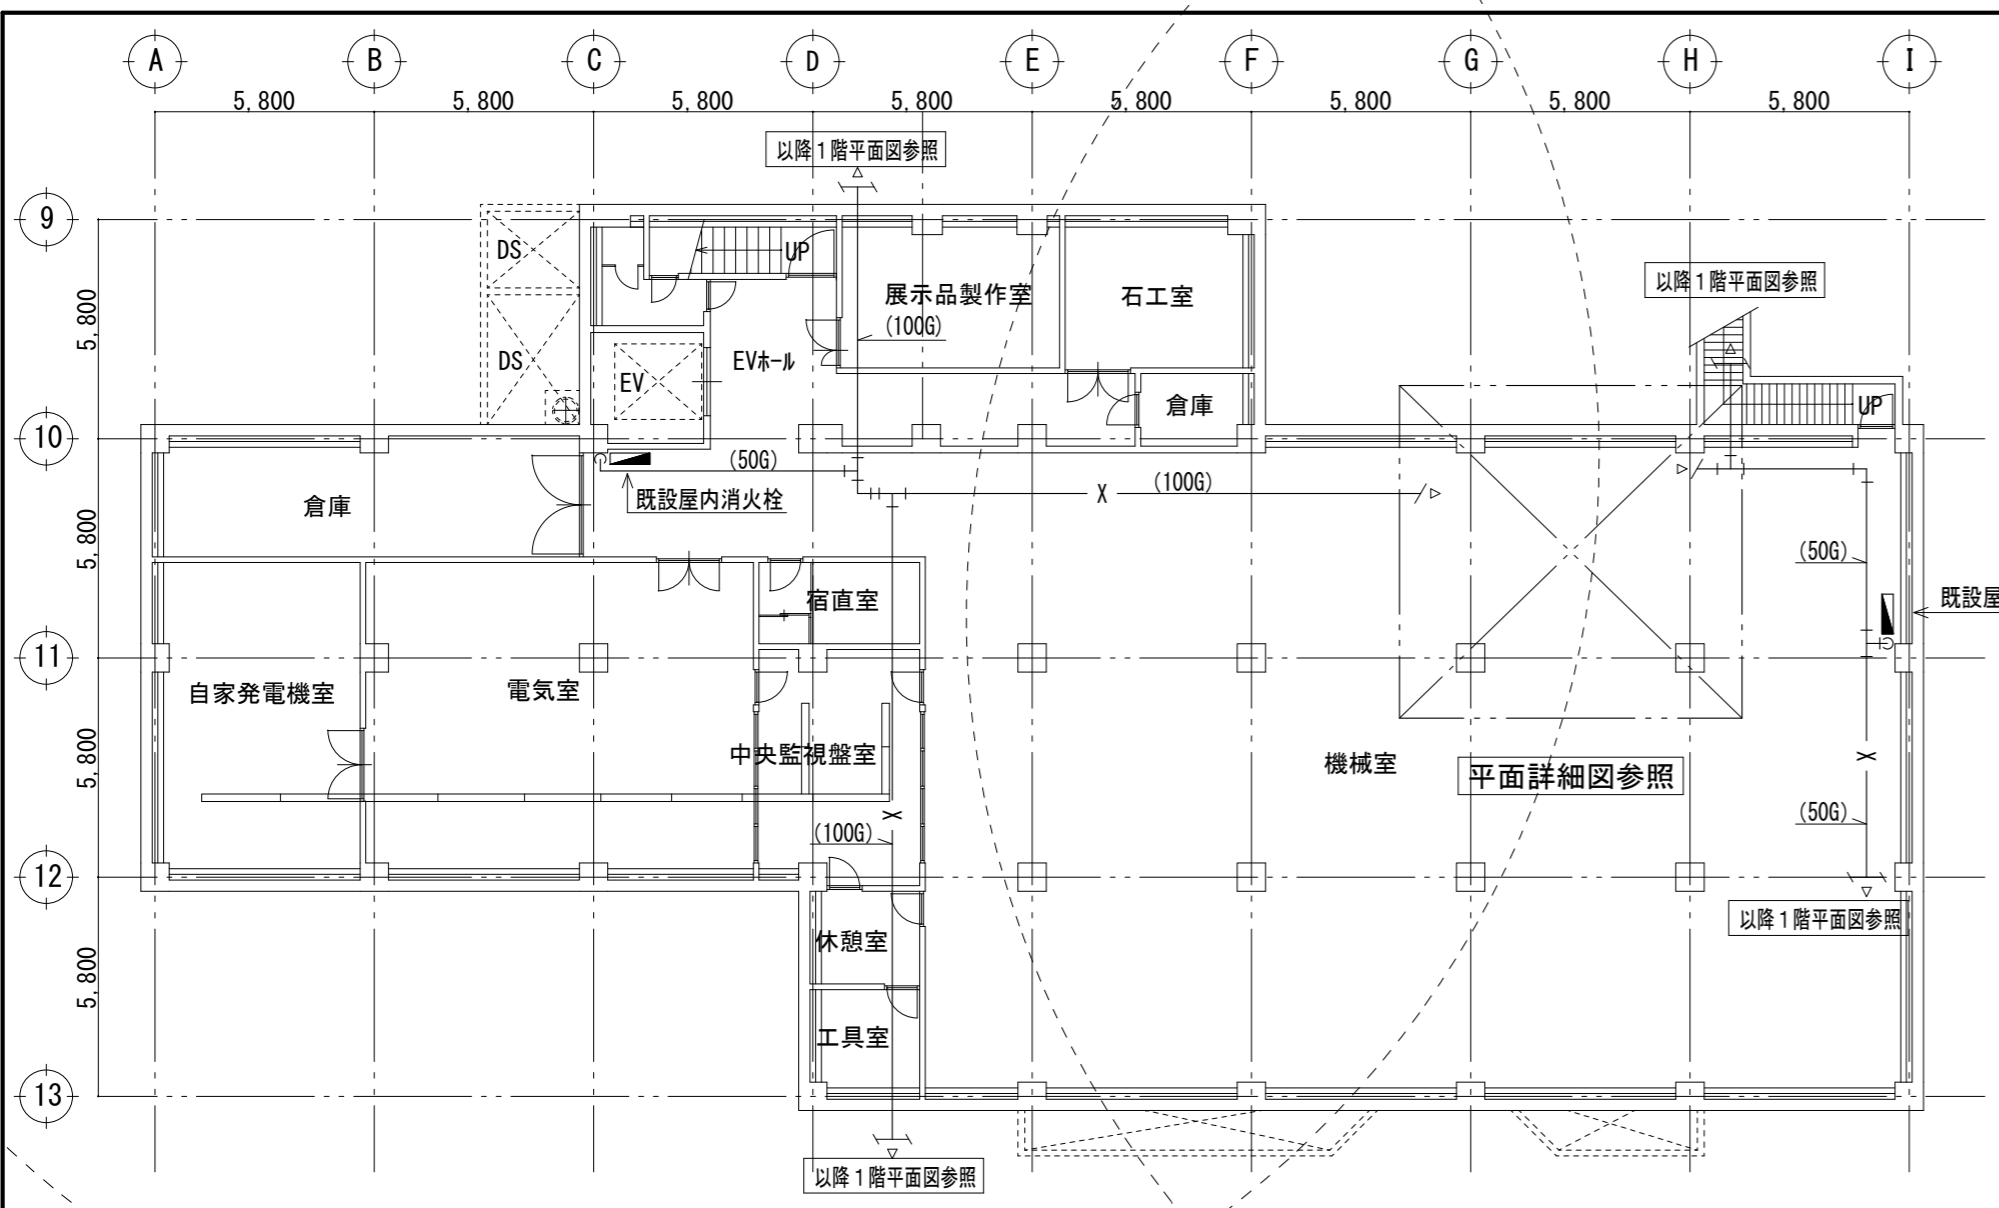 A B C D E F G H I
5,800 5,800 5,800 5,800 5,800 5,800 5,800 5,800
以降１階平面図参照
9
DS
UP
展示品製作室
石工室
以降１階平面図参照
5,800
(100G)
DS
EV
EVホール
倉庫
UP
10
(50G)
X
(100G)
倉庫
既設屋内消火栓
5,800
(50G)
宿直室
既設屋
11
自家発電機室
電気室
中央監視盤室
機械室
平面詳細図参照
X
5,800
X
(100G)
(50G)
12
以降１階平面図参照
休憩室
5,800
工具室
13
以降１階平面図参照